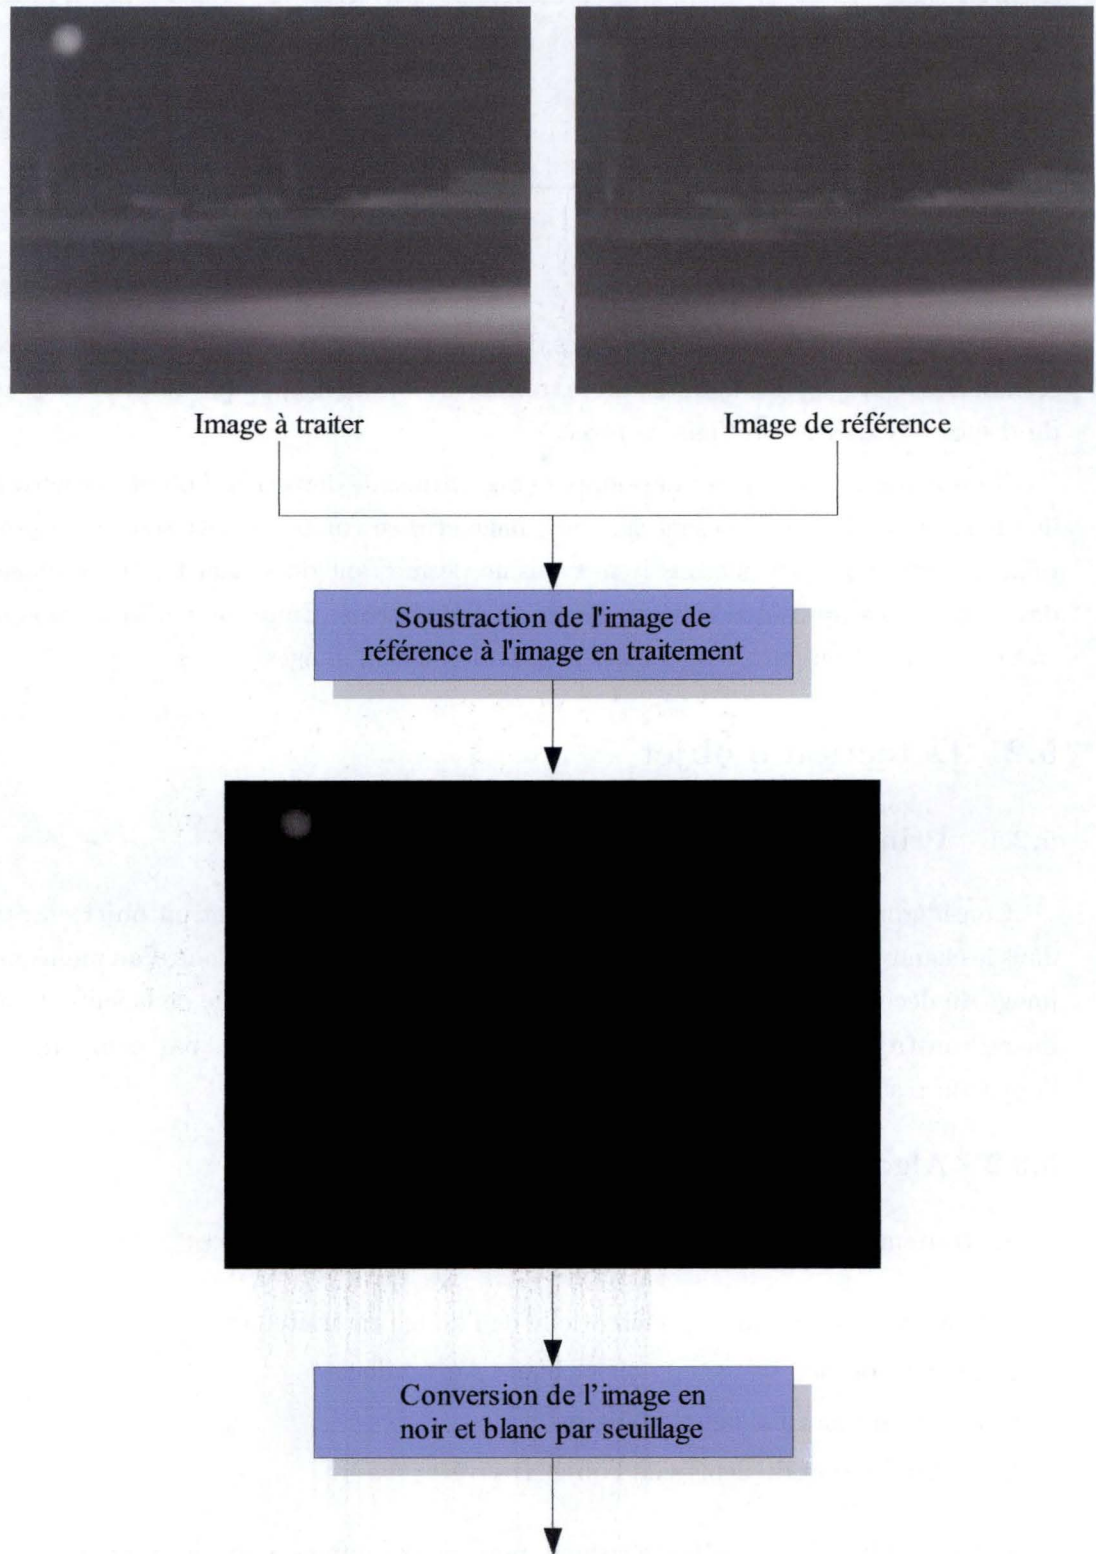 Image à traiter
Image de référence
Soustraction de l'image de
référence à l'image en traitement
Conversion de l’image en
noir et blanc par seuillage